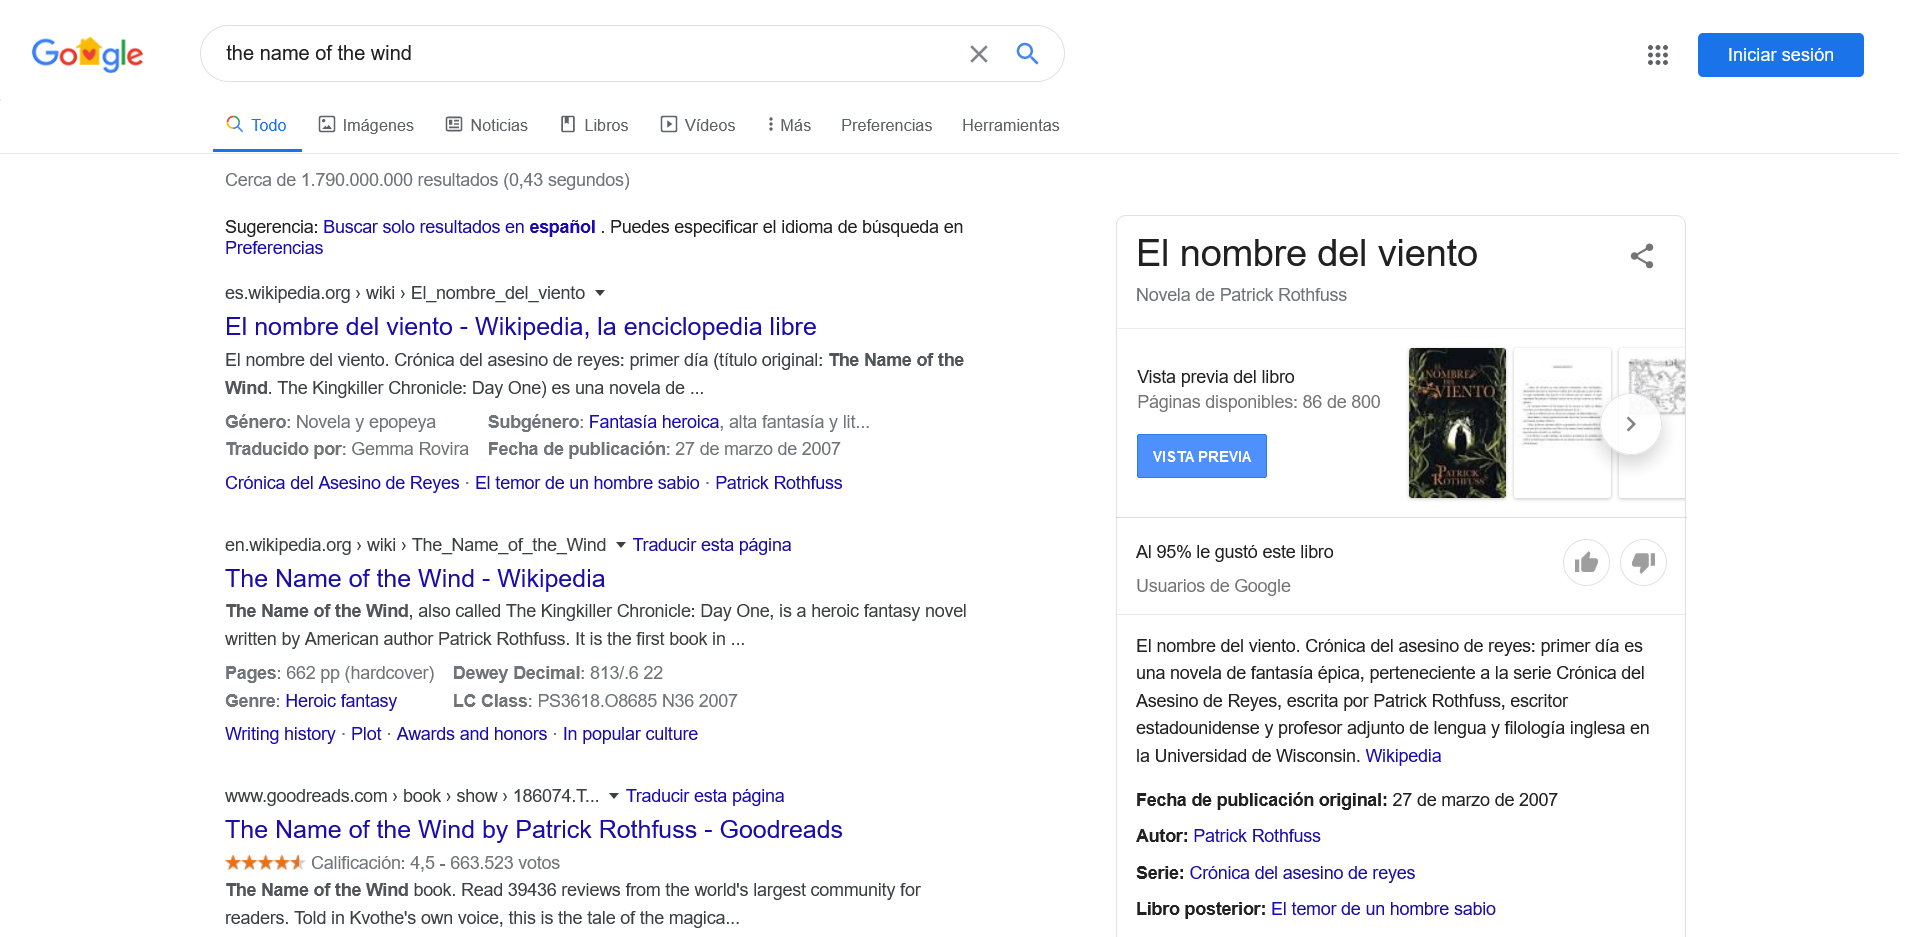 Google
the name of the wind
Iniciar sesión
Todo
Imágenes
Noticias
Libros
Vídeos
Más
Preferencias
Herramientas
Cerca de 1.790.000.000 resultados (0,43 segundos)
Sugerencia: Buscar solo resultados en español . Puedes especificar el idioma de búsqueda en
Preferencias
es.wikipedia.org › wiki › El_nombre_del_viento
El nombre del viento - Wikipedia, la enciclopedia libre
El nombre del viento. Crónica del asesino de reyes: primer día (título original: The Name of the
Wind. The Kingkiller Chronicle: Day One) es una novela de ...
Género: Novela y epopeya Subgénero: Fantasía heroica, alta fantasía y lit...
Traducido por: Gemma Rovira Fecha de publicación: 27 de marzo de 2007
Crónica del Asesino de Reyes · El temor de un hombre sabio · Patrick Rothfuss
en.wikipedia.org › wiki › The_Name_of_the_Wind Traducir esta página
The Name of the Wind - Wikipedia
The Name of the Wind, also called The Kingkiller Chronicle: Day One, is a heroic fantasy novel
written by American author Patrick Rothfuss. It is the first book in ...
Pages: 662 pp (hardcover) Dewey Decimal: 813/.6 22
Genre: Heroic fantasy LC Class: PS3618.O8685 N36 2007
Writing history · Plot · Awards and honors · In popular culture
www.goodreads.com › book › show › 186074.T... Traducir esta página
The Name of the Wind by Patrick Rothfuss - Goodreads
Calificación: 4,5 - 663.523 votos
The Name of the Wind book. Read 39436 reviews from the world's largest community for
readers. Told in Kvothe's own voice, this is the tale of the magica...
El nombre del viento
Novela de Patrick Rothfuss
Vista previa del libro
Páginas disponibles: 86 de 800
VISTA PREVIA
NOMBRE
DEL
VIENTO
PATRICK
ROTHFUSS
Al 95% le gustó este libro
Usuarios de Google
El nombre del viento. Crónica del asesino de reyes: primer día es
una novela de fantasía épica, perteneciente a la serie Crónica del
Asesino de Reyes, escrita por Patrick Rothfuss, escritor
estadounidense y profesor adjunto de lengua y filología inglesa en
la Universidad de Wisconsin. Wikipedia
Fecha de publicación original: 27 de marzo de 2007
Autor: Patrick Rothfuss
Serie: Crónica del asesino de reyes
Libro posterior: El temor de un hombre sabio